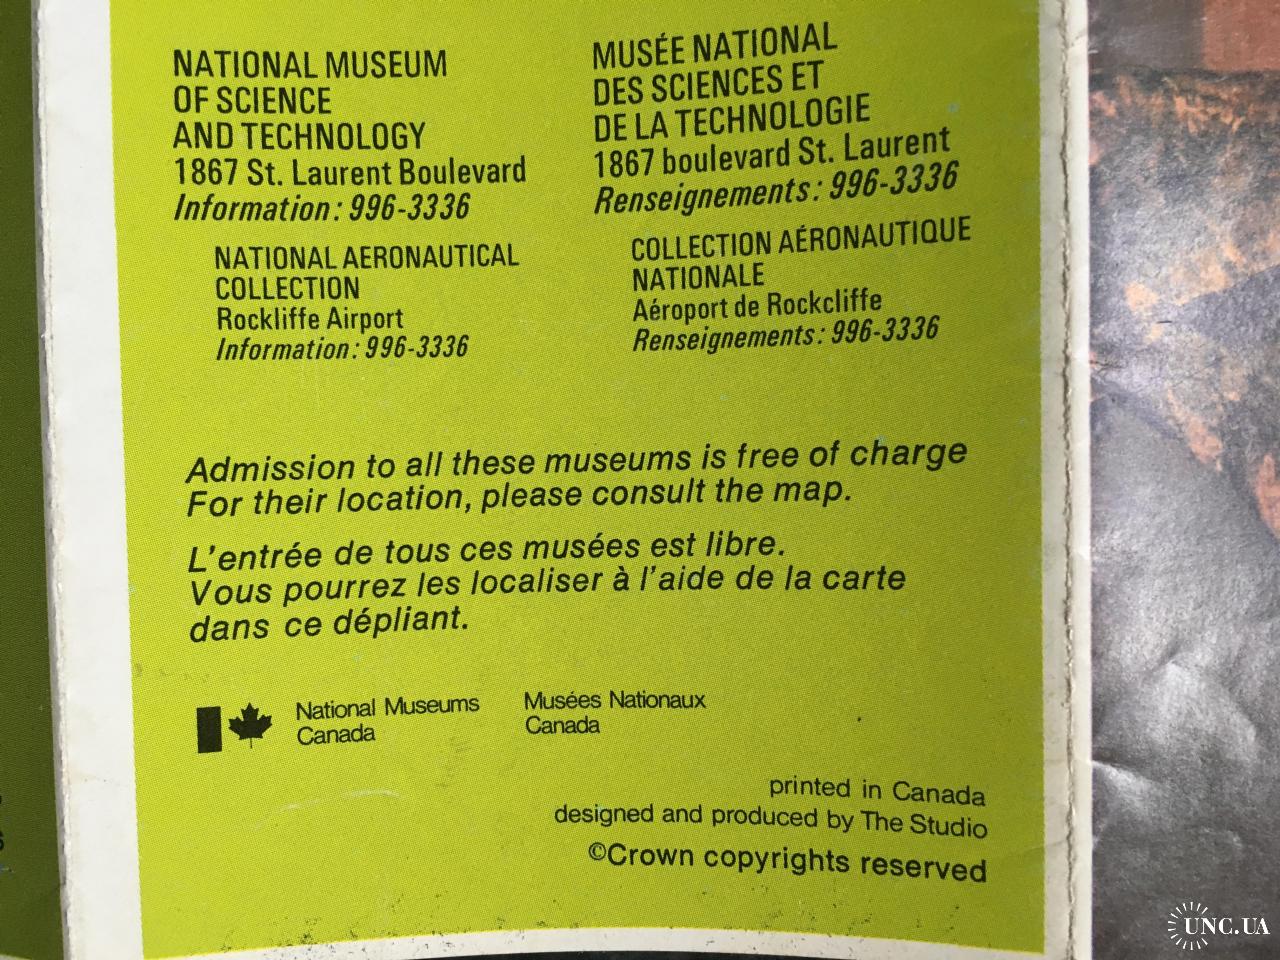 NATIONAL MUSEUM
OF SCIENCE
AND TECHNOLOGY
1867 St. Laurent Boulevard
Information: 996-3336
NATIONAL AERONAUTICAL
COLLECTION
Rockliffe Airport
Information: 996-3336
MUSÉE NATIONAL
DES SCIENCES ET
DE LA TECHNOLOGIE
1867 boulevard St. Laurent
Renseignements: 996-3336
COLLECTION AÉRONAUTIQUE
NATIONALE
Aéroport de Rockcliffe
Renseignements: 996-3336
Admission to all these museums is free of charge
For their location, please consult the map.
L'entrée de tous ces musées est libre.
Vous pourrez les localiser à l'aide de la carte
dans ce dépliant.
National Museums
Canada
Musées Nationaux
Canada
printed in Canada
designed and produced by The Studio
©Crown copyrights reserved
UNC.UA